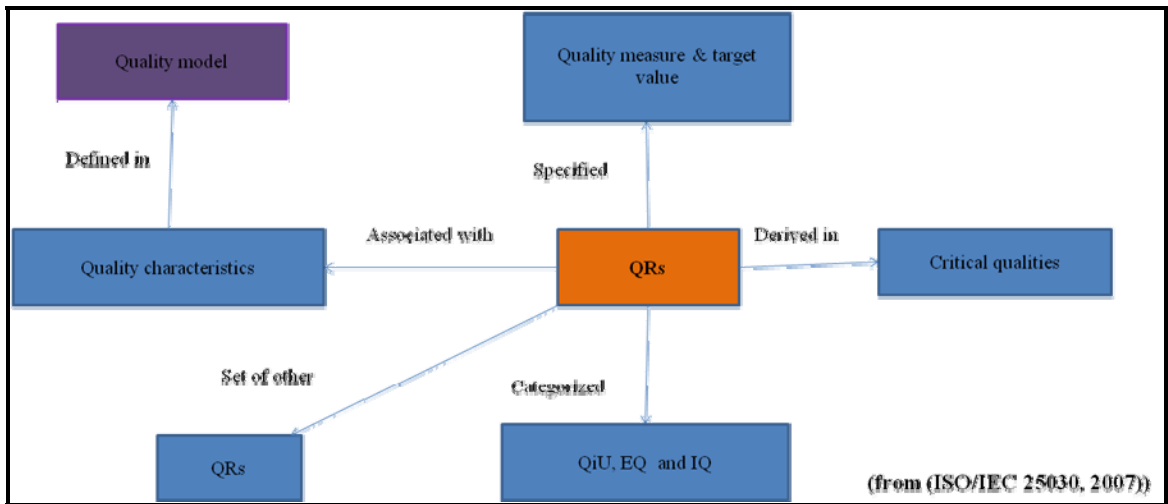 Quality model
Quality measure & target
value
Defined in
Specified
Associated with
Derived in
Quality characteristics
QRs
Critical qualities
Set of other
Categorized
QRs
QiU, EQ and IQ
(from (ISO/IEC 25030, 2007))